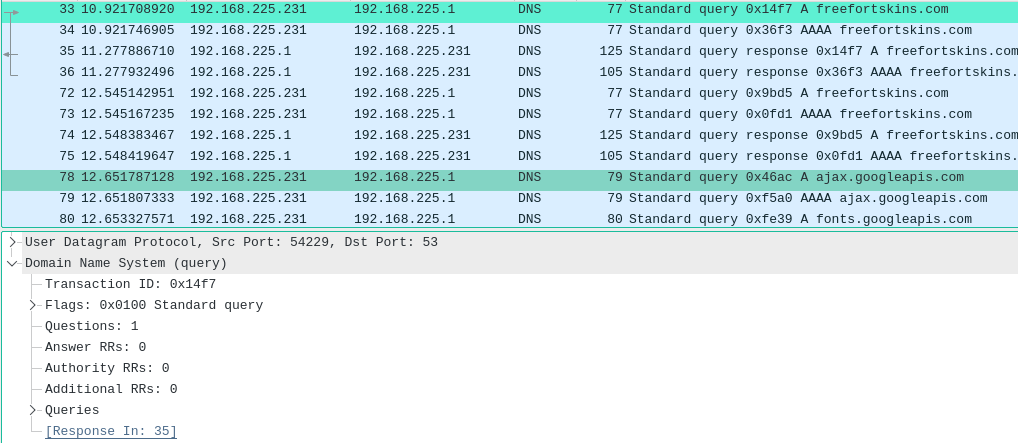 33 10.921708920 192.168.225.231 192.168.225.1 DNS 77 Standard query 0x14f7 A freefortskins.com
34 10.921746905 192.168.225.231 192.168.225.1 DNS 77 Standard query 0x36f3 AAAA freefortskins.com
35 11.277886710 192.168.225.1 192.168.225.231 DNS 125 Standard query response 0x14f7 A freefortskins.com
36 11.277932496 192.168.225.1 192.168.225.231 DNS 105 Standard query response 0x36f3 AAAA freefortskins.
72 12.545142951 192.168.225.231 192.168.225.1 DNS 77 Standard query 0x9bd5 A freefortskins.com
73 12.545167235 192.168.225.231 192.168.225.1 DNS 77 Standard query 0x0fd1 AAAA freefortskins.com
74 12.548383467 192.168.225.1 192.168.225.231 DNS 125 Standard query response 0x9bd5 A freefortskins.com
75 12.548419647 192.168.225.1 192.168.225.231 DNS 105 Standard query response 0x0fd1 AAAA freefortskins.
78 12.651787128 192.168.225.231 192.168.225.1 DNS 79 Standard query 0x46ac A ajax.googleapis.com
79 12.651807333 192.168.225.231 192.168.225.1 DNS 79 Standard query 0xf5a0 AAAA ajax.googleapis.com
80 12.653327571 192.168.225.231 192.168.225.1 DNS 80 Standard query 0xfe39 A fonts.googleapis.com
User Datagram Protocol, Src Port: 54229, Dst Port: 53
Domain Name System (query)
Transaction ID: 0x14f7
Flags: 0x0100 Standard query
Questions: 1
Answer RRs: 0
Authority RRs: 0
Additional RRs: 0
Queries
[Response In: 35]